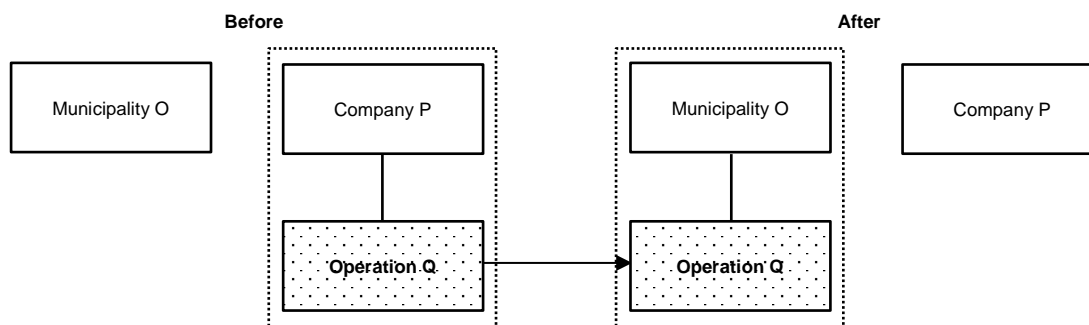 Before After
Municipality O Company P Municipality O Company P
Operation Q Operation Q